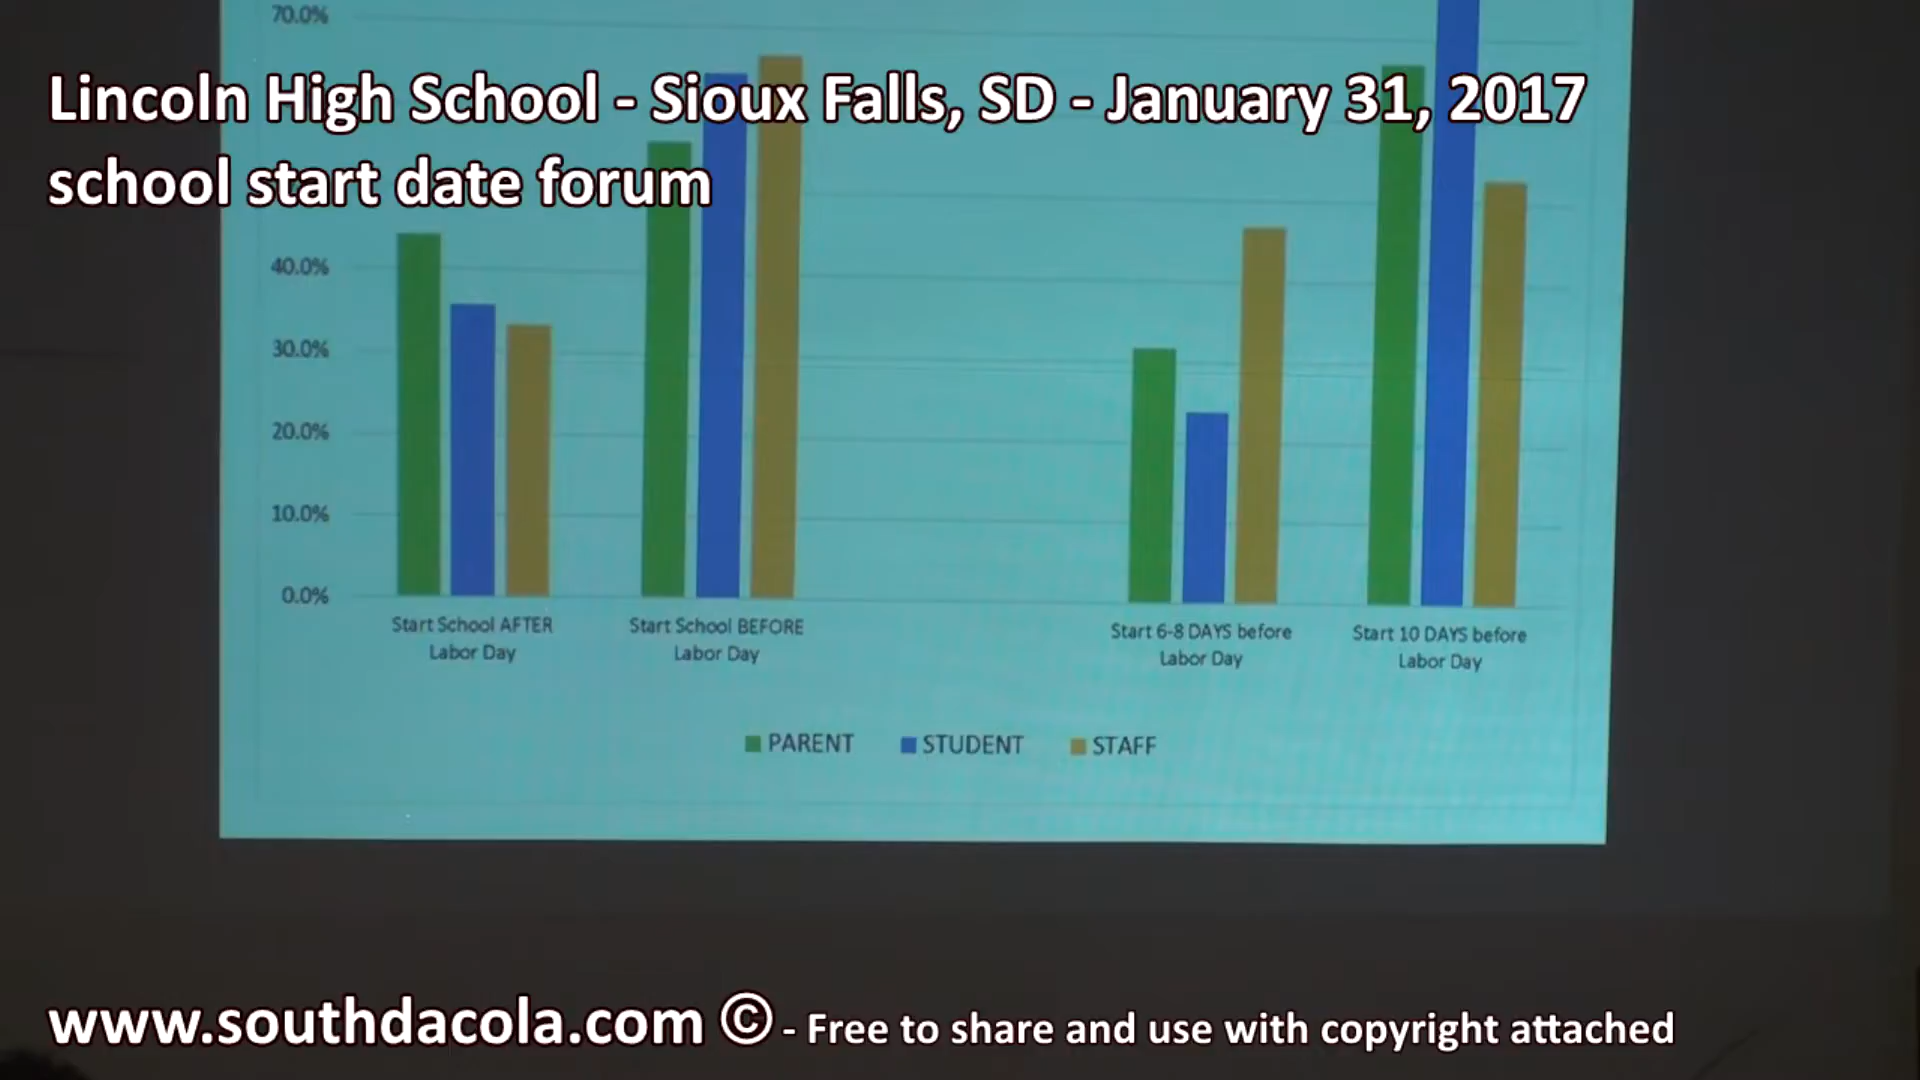 70.0%
Lincoln High School - Sioux Falls, SD - January 31, 2017
school start date forum
40.0%
30.0%
20.0%
10.0%
0.0%
Start School AFTER
Labor Day
Start School BEFORE
Labor Day
Start 6-8 DAYS before
Labor Day
Start 10 DAYS before
Labor Day
PARENT
STUDENT
STAFF
www.southdacola.com © - Free to share and use with copyright attached